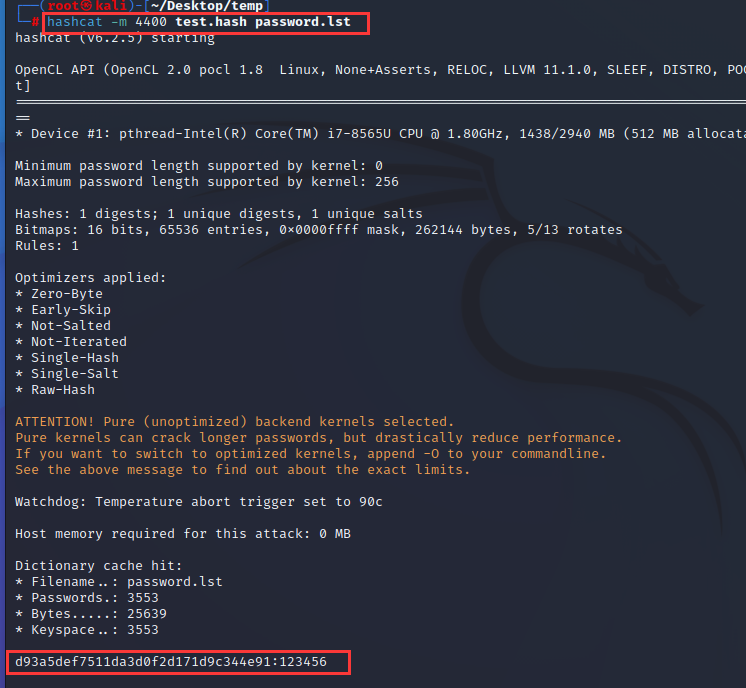 ┌──(root㉿kali)-[~/Desktop/temp]
└─# hashcat -m 4400 test.hash password.lst
hashcat (v6.2.5) starting

OpenCL API (OpenCL 2.0 pocl 1.8  Linux, None+Asserts, RELOC, LLVM 11.1.0, SLEEF, DISTRO, POC
t]
============================================================================================
==
* Device #1: pthread-Intel(R) Core(TM) i7-8565U CPU @ 1.80GHz, 1438/2940 MB (512 MB allocata

Minimum password length supported by kernel: 0
Maximum password length supported by kernel: 256

Hashes: 1 digests; 1 unique digests, 1 unique salts
Bitmaps: 16 bits, 65536 entries, 0×0000ffff mask, 262144 bytes, 5/13 rotates
Rules: 1

Optimizers applied:
* Zero-Byte
* Early-Skip
* Not-Salted
* Not-Iterated
* Single-Hash
* Single-Salt
* Raw-Hash

ATTENTION! Pure (unoptimized) backend kernels selected.
Pure kernels can crack longer passwords, but drastically reduce performance.
If you want to switch to optimized kernels, append -O to your commandline.
See the above message to find out about the exact limits.

Watchdog: Temperature abort trigger set to 90c

Host memory required for this attack: 0 MB

Dictionary cache hit:
* Filename..: password.lst
* Passwords.: 3553
* Bytes.....: 25639
* Keyspace..: 3553

d93a5def7511da3d0f2d171d9c344e91:123456